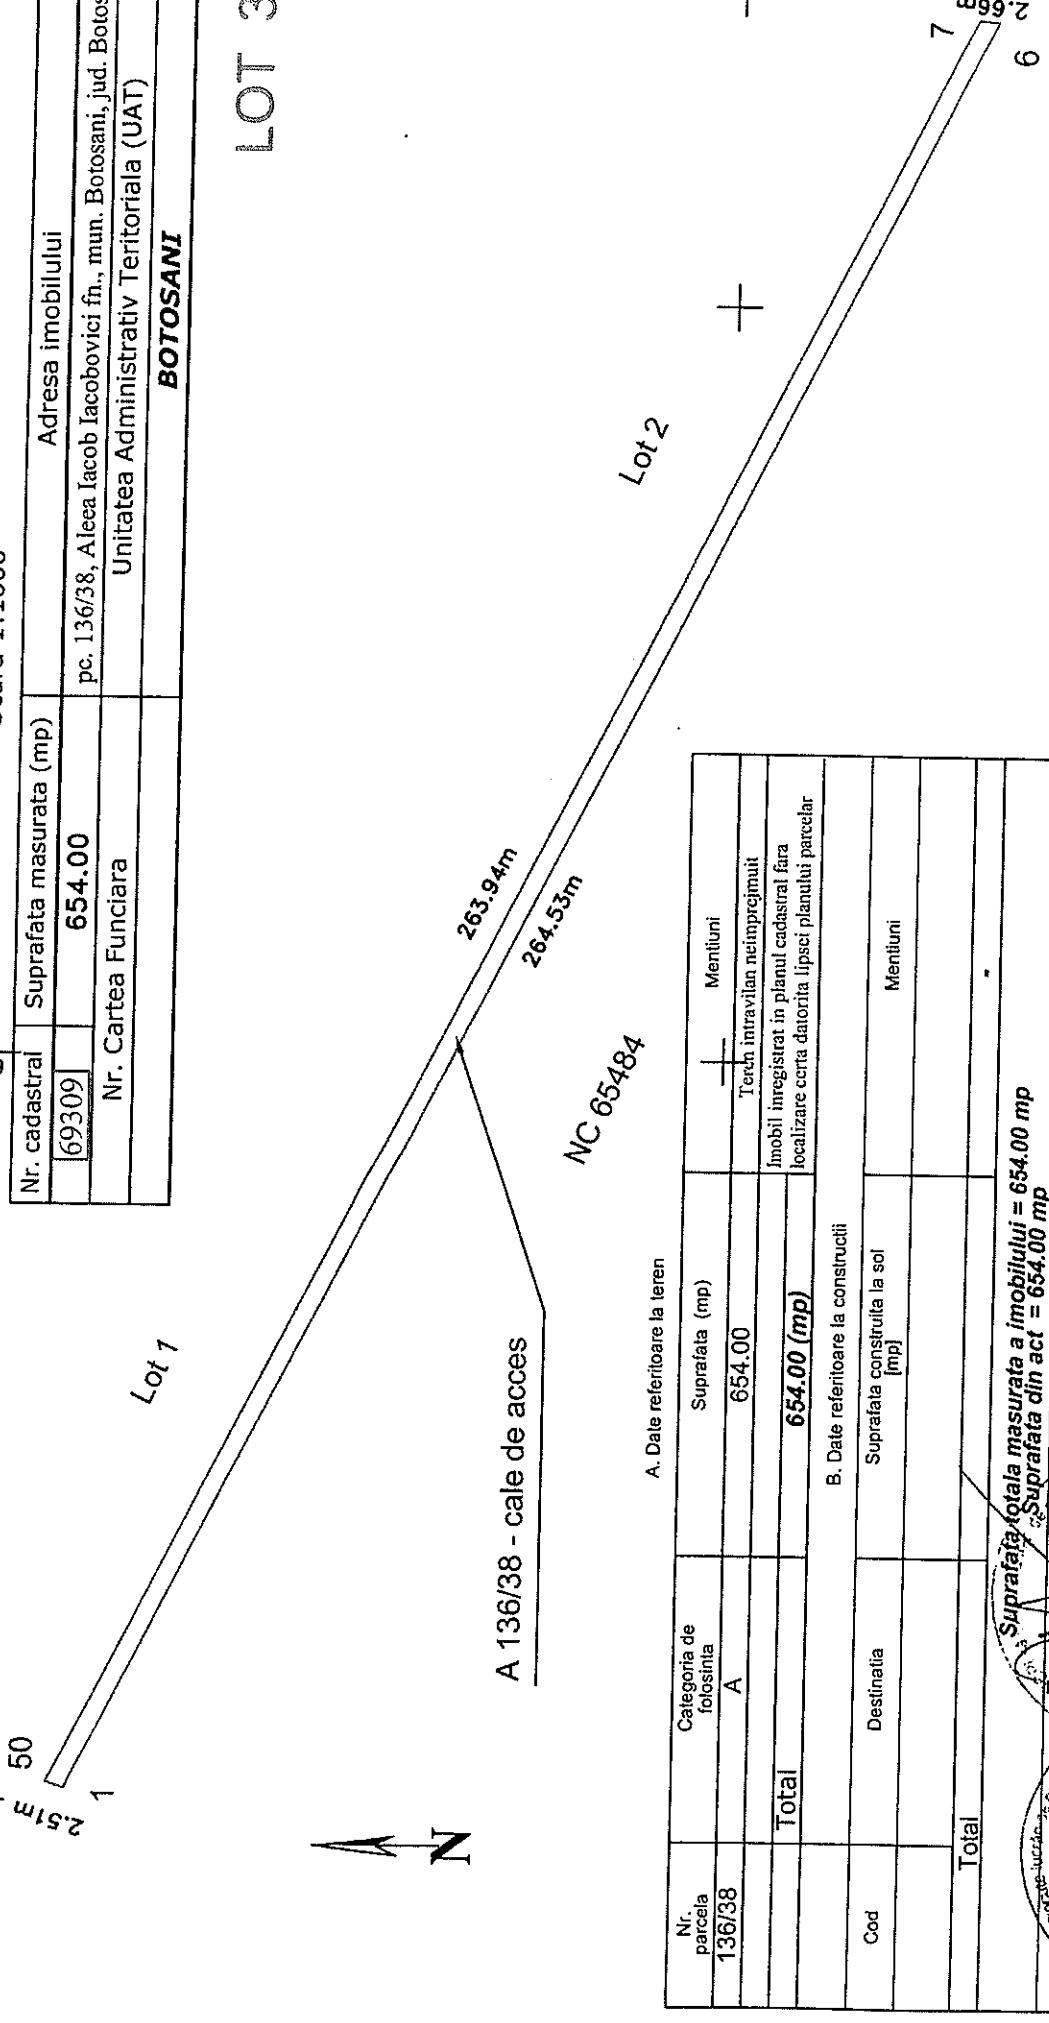 Nr. cadastral Suprafata masurata (mp) Adresa imobilului
69309 654.00 pc. 136/38, Aleea Iacob Iacobovici fn., mun. Botosani, jud. Botos
Nr. Cartea Funciara Unitatea Administrativ Teritoriala (UAT)
BOTOSANI
LOT 3
50
2.51m
1
Lot 1
263.94m
264.53m
Lot 2
7
2.66m
6
NC 65484
A 136/38 - cale de acces
N
A. Date referitoare la teren
Nr. parcela Categoria de folosinta Suprafata (mp) Mentiuni
136/38 A 654.00 Teren intravilan neimprejmuit
Imobil inregistrat in planul cadastral fara
Total 654.00 (mp) localizare certa datorita lipsei planului parcelar
B. Date referitoare la constructii
Cod Destinatia Suprafata construita la sol [mp] Mentiuni
Total -
Suprafata totala masurata a imobilului = 654.00 mp
Suprafata din act = 654.00 mp